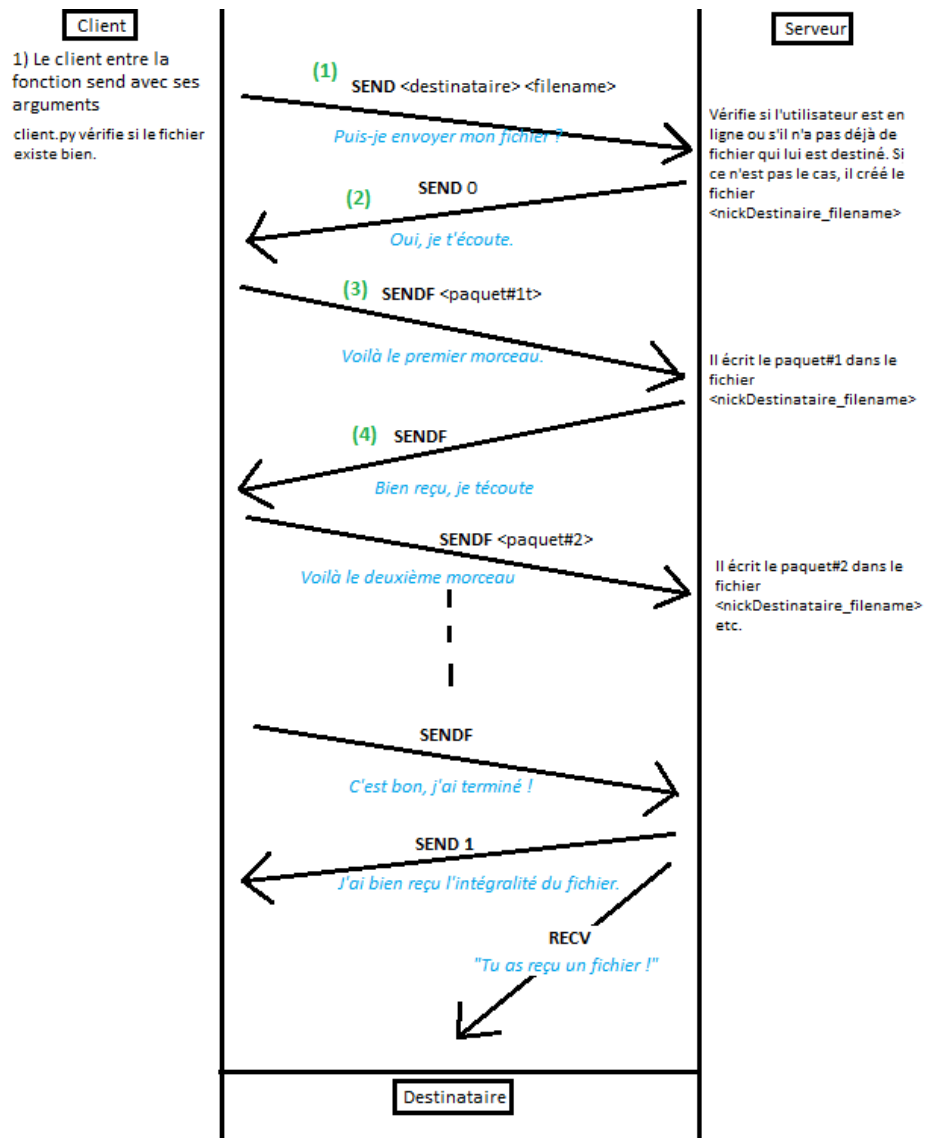 Client
Serveur
1) Le client entre la
fonction send avec ses
arguments
client.py vérifie si le fichier
existe bien.
(1)
SEND <destinataire> <filename>
Puis-je envoyer mon fichier ?
Vérifie si l'utilisateur est en
ligne ou s'il n'a pas déjà de
fichier qui lui est destiné. Si
ce n'est pas le cas, il créé le
fichier
<nickDestinaire_filename>
(2)
SEND 0
Oui, je t'écoute.
(3) SENDF <paquet#1t>
Voilà le premier morceau.
Il écrit le paquet#1 dans le
fichier
<nickDestinataire_filename>
(4) SENDF
Bien reçu, je técoute
SENDF <paquet#2>
Voilà le deuxième morceau
Il écrit le paquet#2 dans le
fichier
<nickDestinataire_filename>
etc.
SENDF
C'est bon, j'ai terminé !
SEND 1
J'ai bien reçu l'intégralité du fichier.
RECV
"Tu as reçu un fichier !"
Destinataire